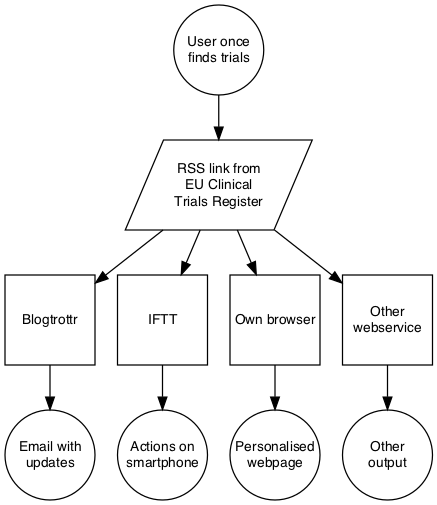 User once
finds trials
RSS link from
EU Clinical
Trials Register
Blogtrottr
IFTT
Own browser
Other
webservice
Email with
updates
Actions on
smartphone
Personalised
webpage
Other
output